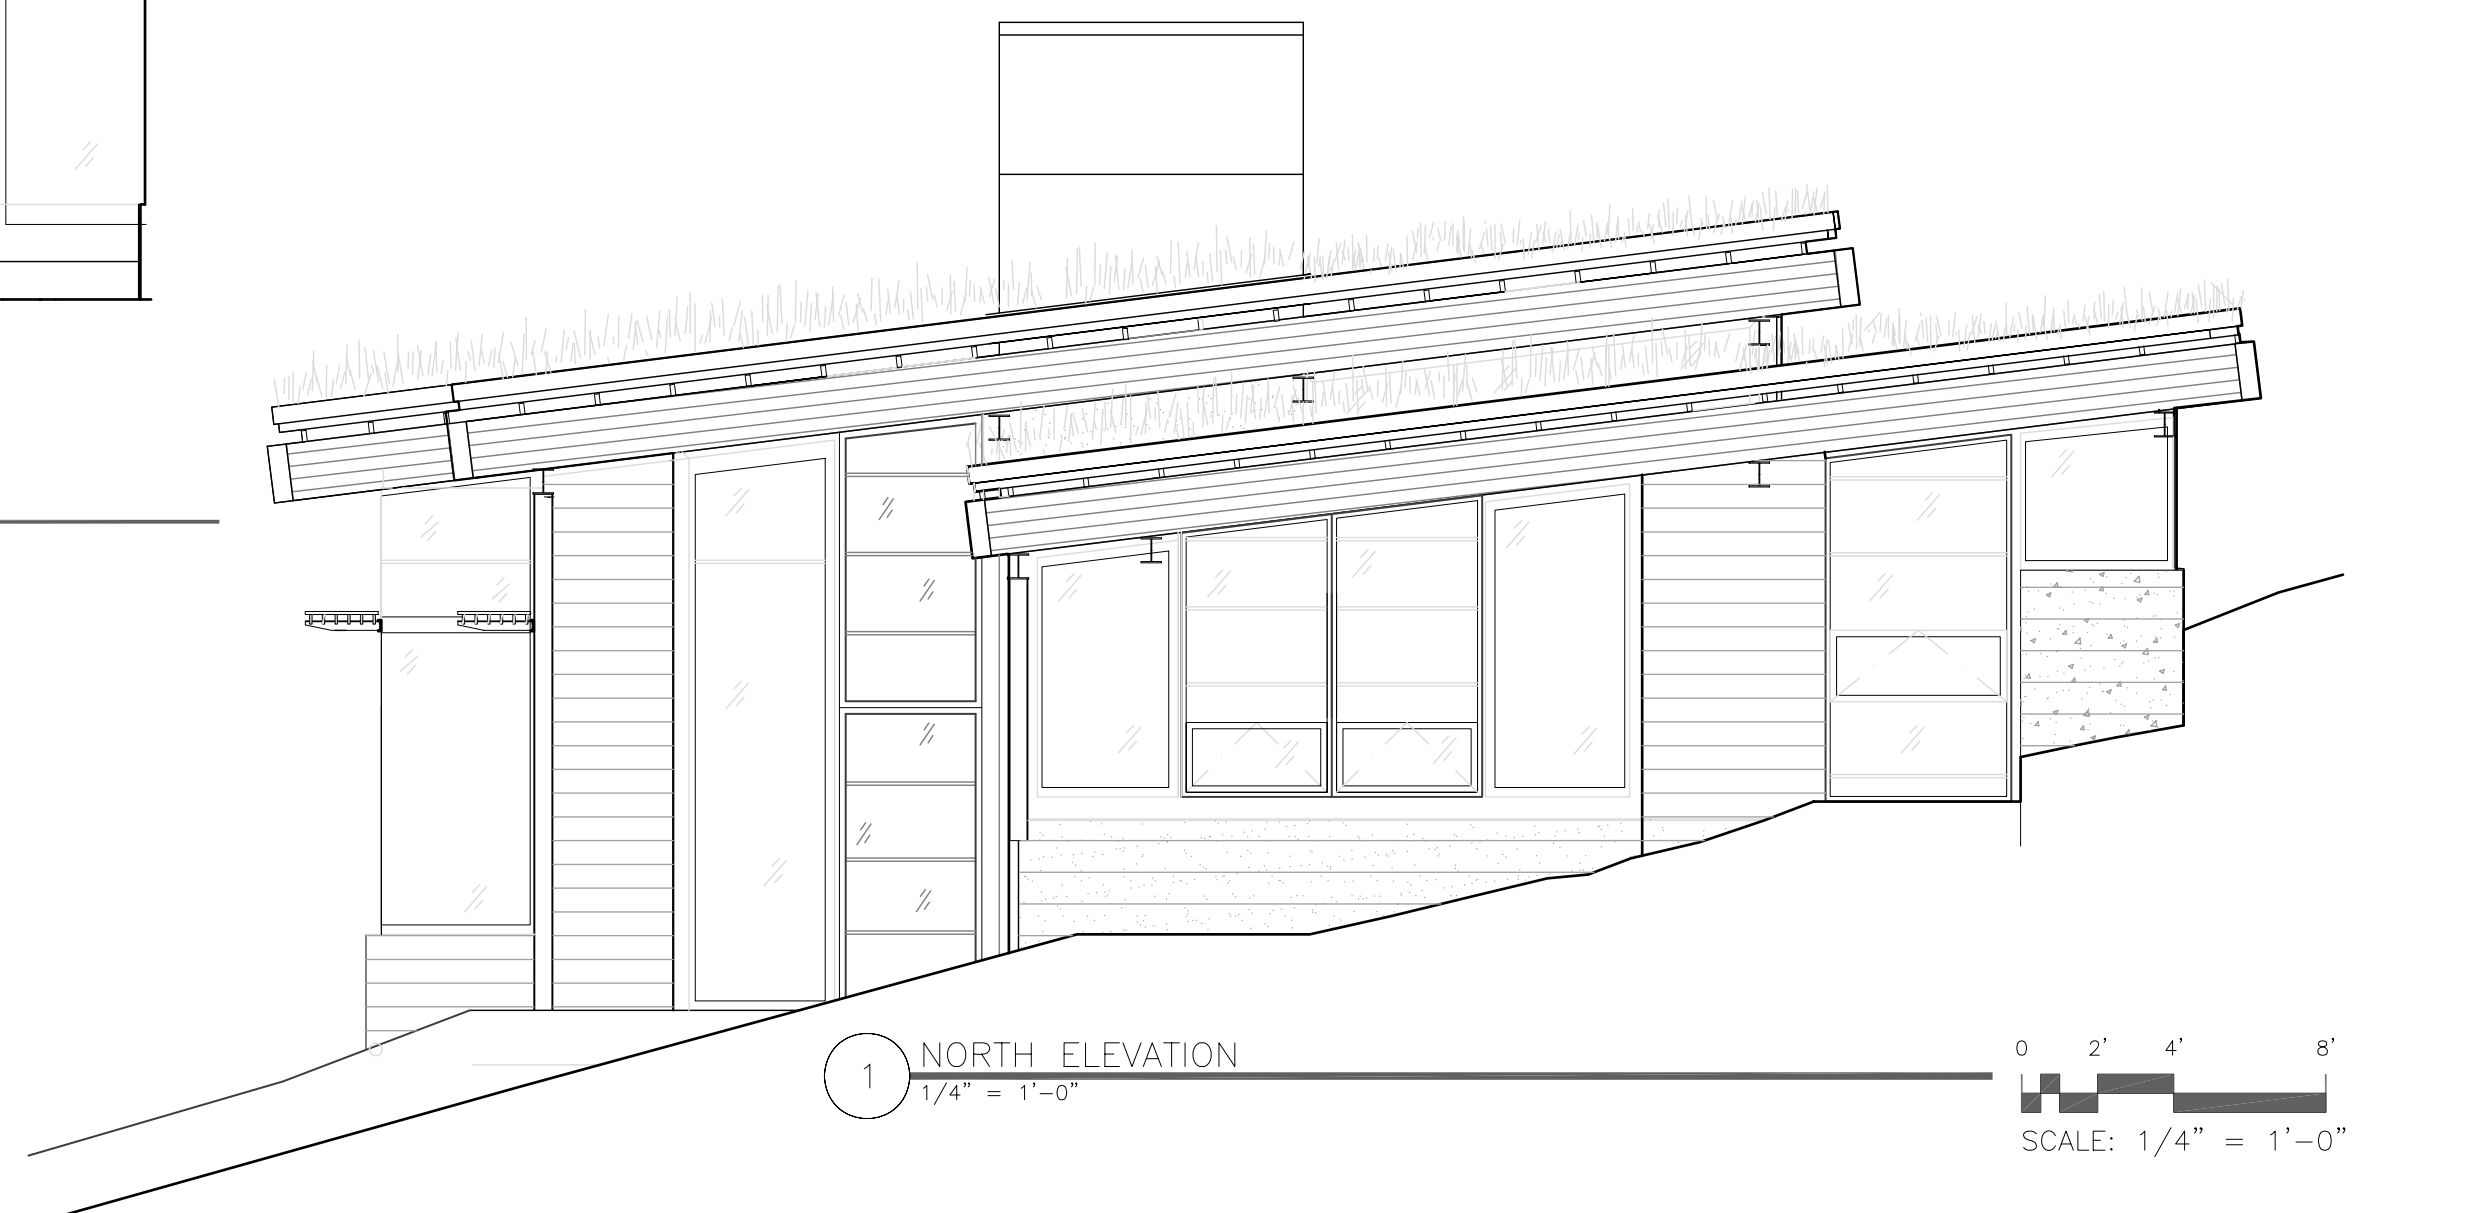 1
NORTH ELEVATION
1/4" = 1'-0"
0 2' 4' 8'
SCALE: 1/4" = 1'-0"